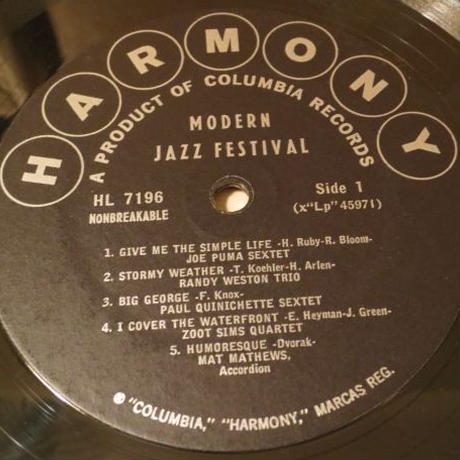 HARMONY
A PRODUCT OF COLUMBIA RECORDS
MODERN
JAZZ FESTIVAL
HL 7196
NONBREAKABLE
Side 1
(x"Lp" 45971)
1. GIVE ME THE SIMPLE LIFE -H. Ruby-R. Bloom-
JOE PUMA SEXTET
2. STORMY WEATHER -T. Koehler-H. Arlen-
RANDY WESTON TRIO
3. BIG GEORGE -F. Knox-
PAUL QUINICHETTE SEXTET
4. I COVER THE WATERFRONT -E. Heyman-J. Green-
ZOOT SIMS QUARTET
5. HUMORESQUE -Dvorak-
MAT MATHEWS,
Accordion
® "COLUMBIA," "HARMONY," MARCAS REG.